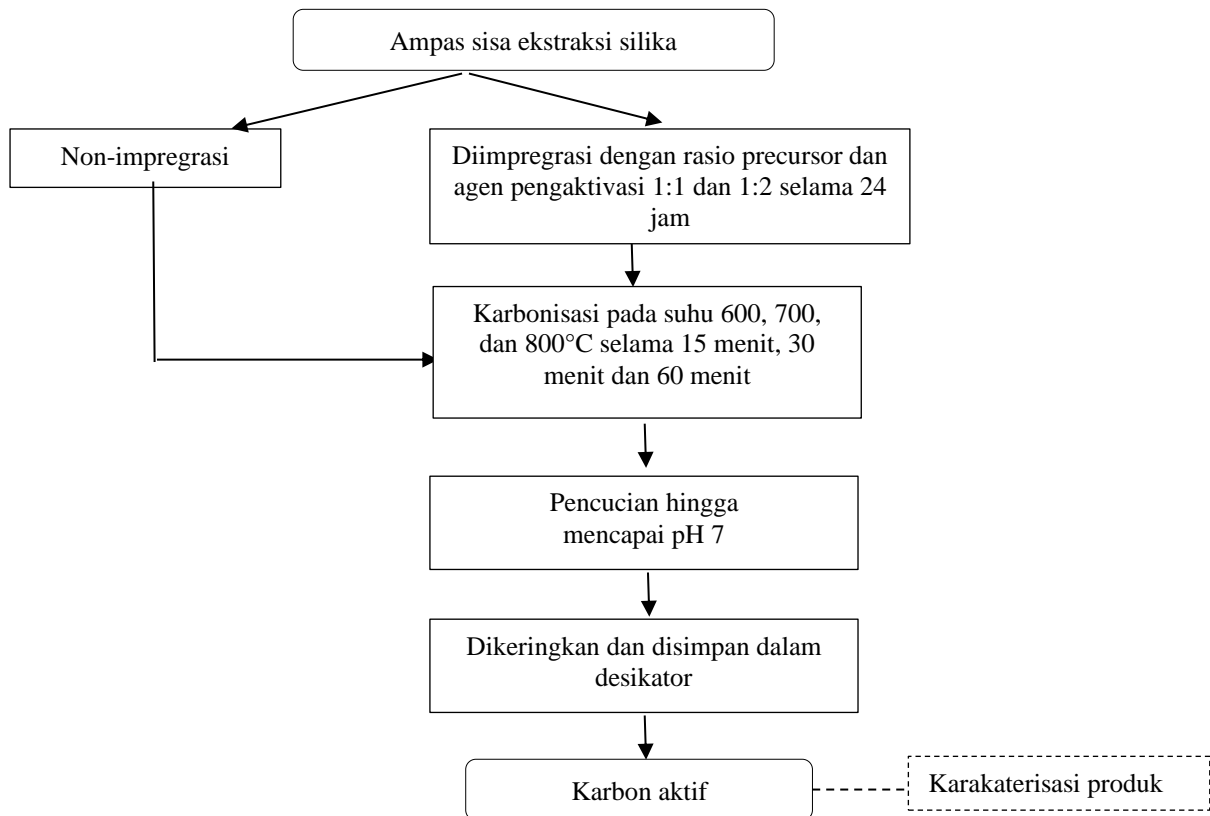 Ampas sisa ekstraksi silika
Non-impregrasi
Diimpregrasi dengan rasio precursor dan
agen pengaktivasi 1:1 dan 1:2 selama 24
jam
Karbonisasi pada suhu 600, 700,
dan 800°C selama 15 menit, 30
menit dan 60 menit
Pencucian hingga
mencapai pH 7
Dikeringkan dan disimpan dalam
desikator
Karbon aktif
Karakaterisasi produk